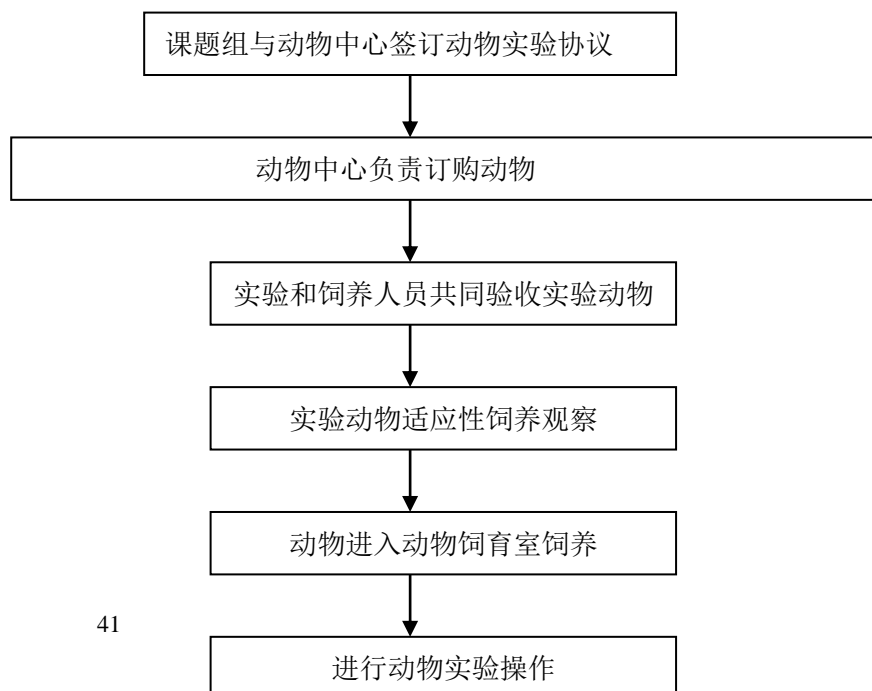 课题组与动物中心签订动物实验协议
动物中心负责订购动物
实验和饲养人员共同验收实验动物
实验动物适应性饲养观察
动物进入动物饲育室饲养
41
进行动物实验操作